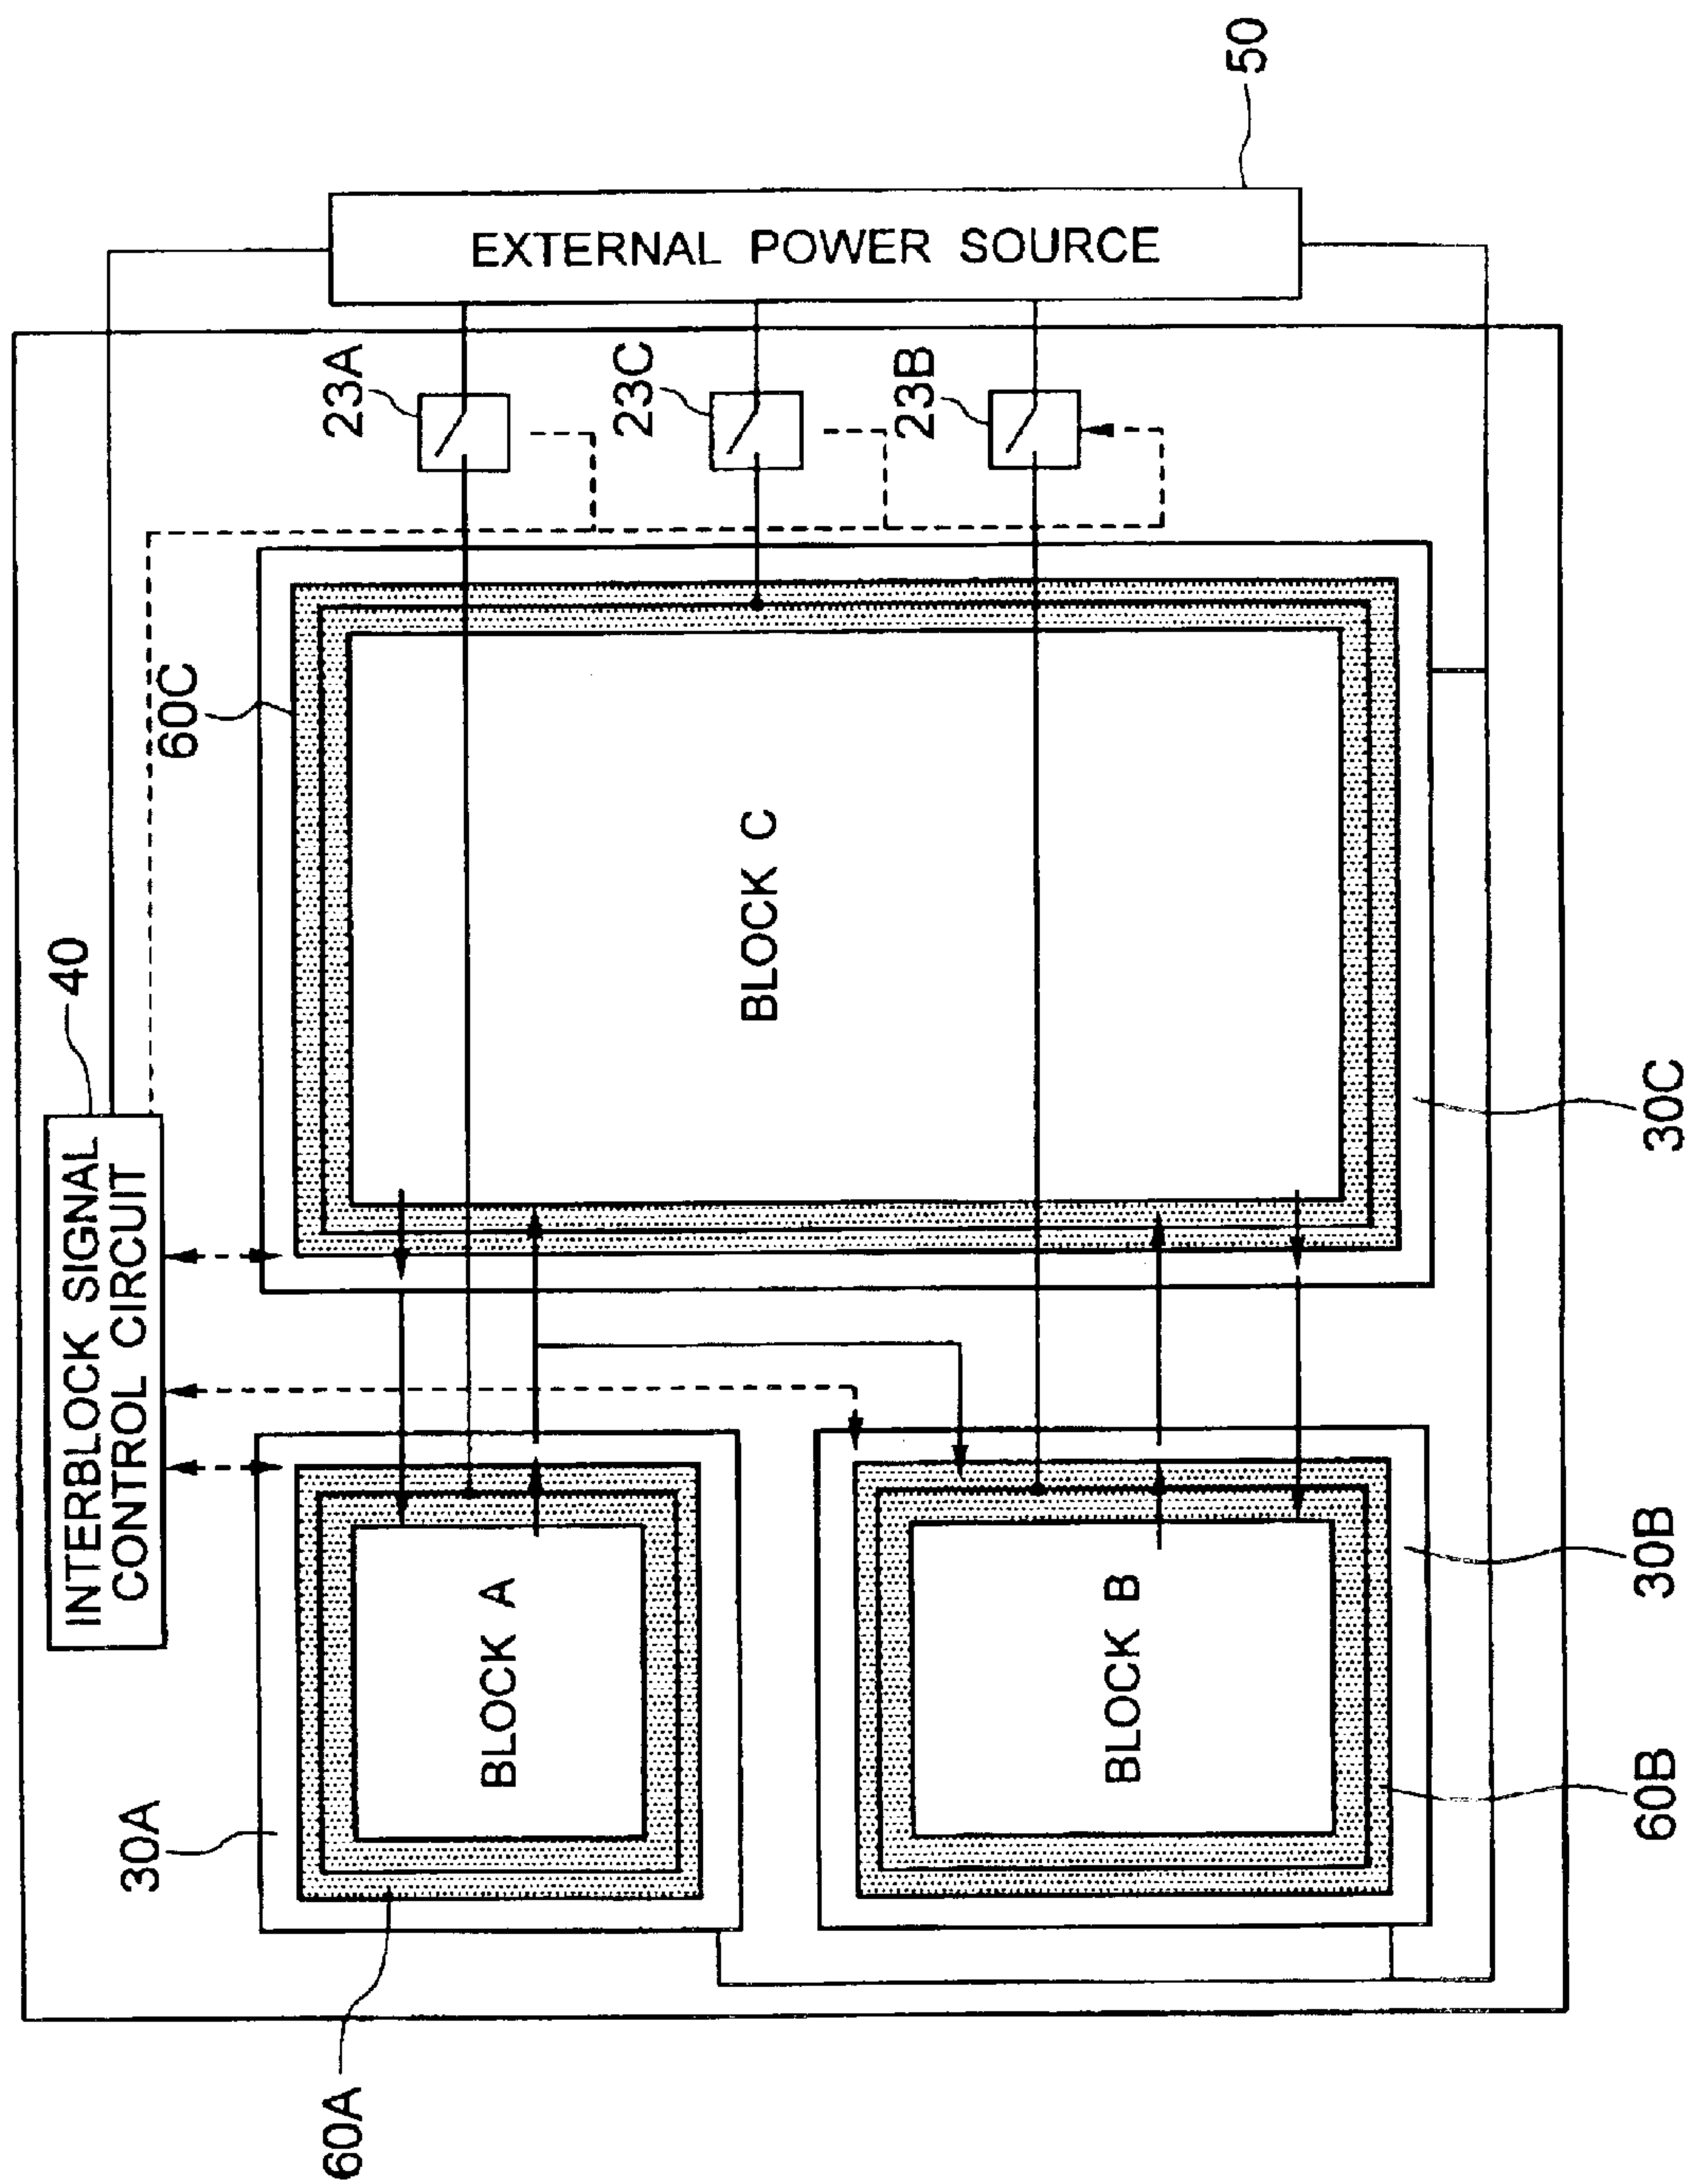 50
EXTERNAL POWER SOURCE
23A
23C
23B
60C
BLOCK C
40
INTERBLOCK SIGNAL
CONTROL CIRCUIT
30C
BLOCK A
BLOCK B
30B
30A
60B
60A